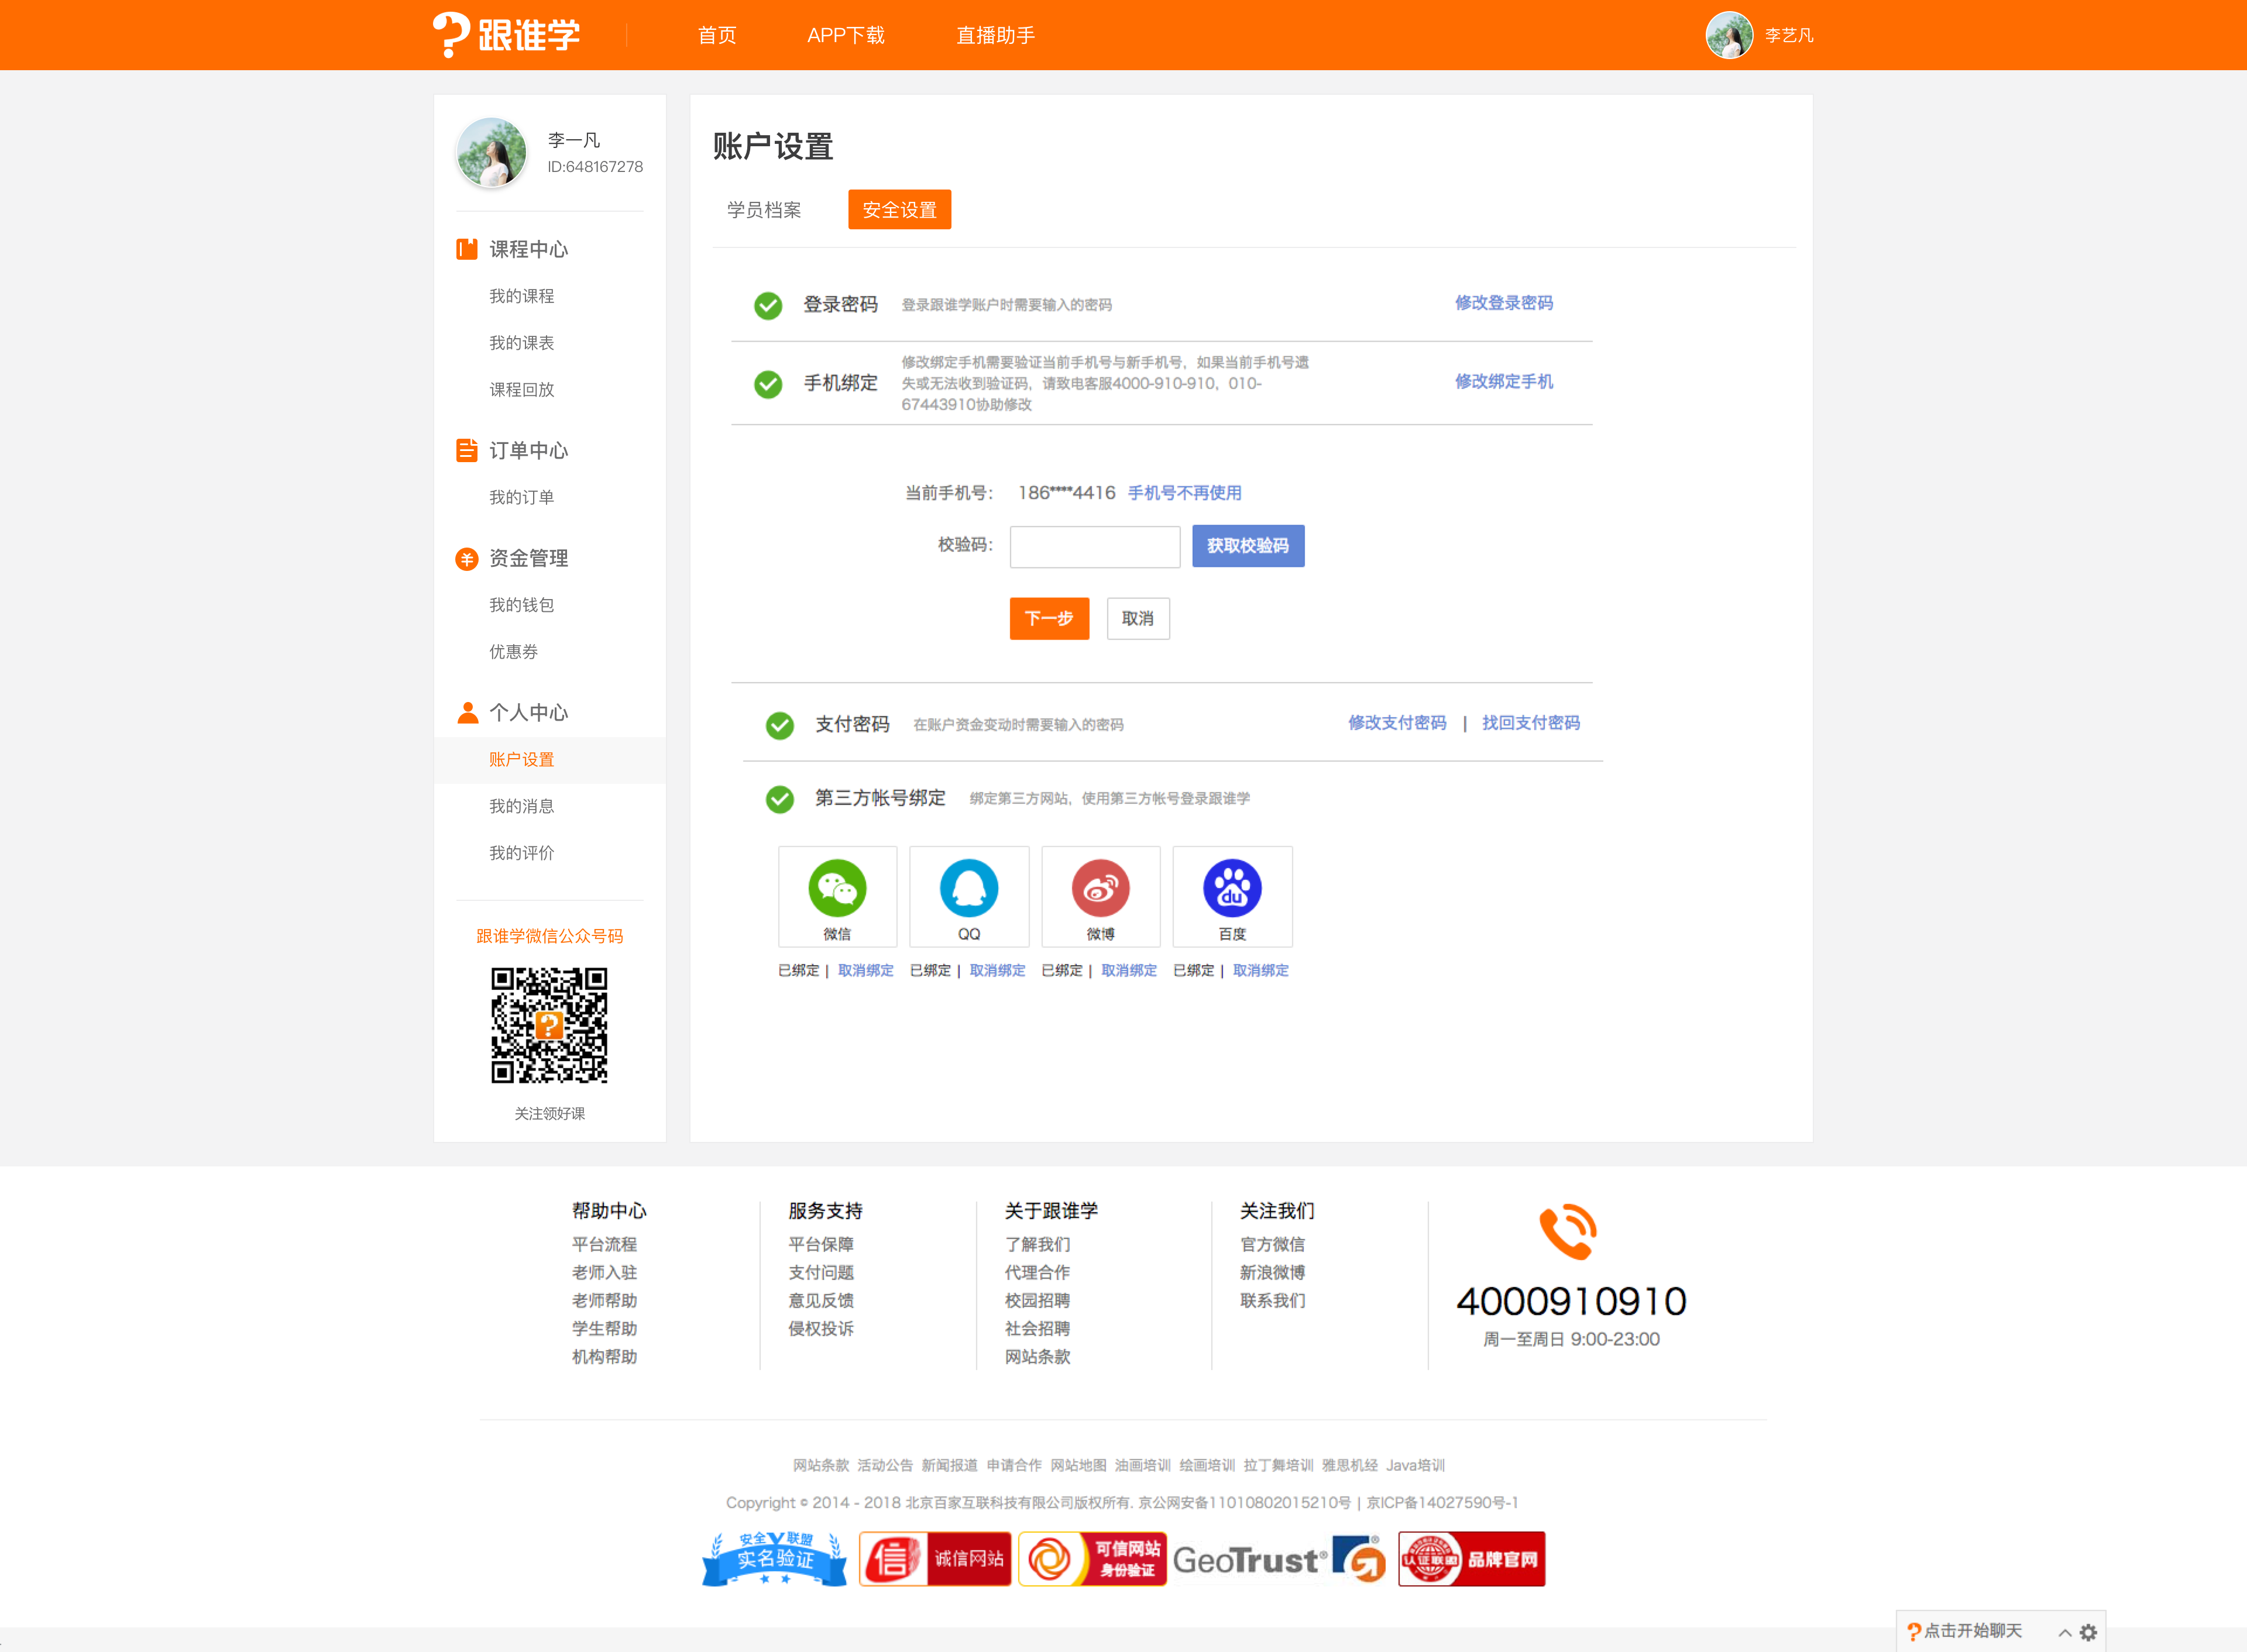 跟谁学
首页
APP下载
直播助手
李艺凡
李一凡
ID:648167278
课程中心
我的课程
我的课表
课程回放
订单中心
我的订单
资金管理
我的钱包
优惠券
个人中心
账户设置
我的消息
我的评价
跟谁学微信公众号码
关注领好课
账户设置
学员档案
安全设置
登录密码
登录跟谁学账户时需要输入的密码
修改登录密码
手机绑定
修改绑定手机需要验证当前手机号与新手机号，如果当前手机号遗
失或无法收到验证码，请致电客服4000-910-910，010-
67443910协助修改
修改绑定手机
当前手机号：
186****4416
手机号不再使用
校验码：
获取校验码
下一步
取消
支付密码
在账户资金变动时需要输入的密码
修改支付密码 | 找回支付密码
第三方帐号绑定
绑定第三方网站，使用第三方帐号登录跟谁学
du
微信
QQ
微博
百度
已绑定 | 取消绑定
已绑定 | 取消绑定
已绑定 | 取消绑定
已绑定 | 取消绑定
帮助中心
平台流程
老师入驻
老师帮助
学生帮助
机构帮助
服务支持
平台保障
支付问题
意见反馈
侵权投诉
关于跟谁学
了解我们
代理合作
校园招聘
社会招聘
网站条款
关注我们
官方微信
新浪微博
联系我们
4000910910
周一至周日 9:00-23:00
网站条款 活动公告 新闻报道 申请合作 网站地图 油画培训 绘画培训 拉丁舞培训 雅思机经 Java培训
Copyright © 2014 - 2018 北京百家互联科技有限公司版权所有. 京公网安备11010802015210号 | 京ICP备14027590号-1
安全联盟
实名验证
信
诚信网站
可信网站
身份验证
GeoTrust®
认证联盟
品牌官网
点击开始聊天